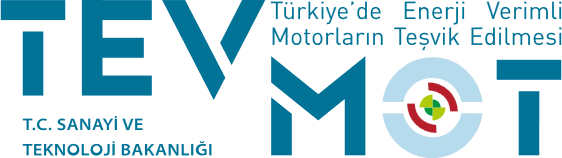 TEV
MOT
Türkiye'de Enerji Verimli
Motorların Teşvik Edilmesi
T.C. SANAYİ VE
TEKNOLOJİ BAKANLIĞI